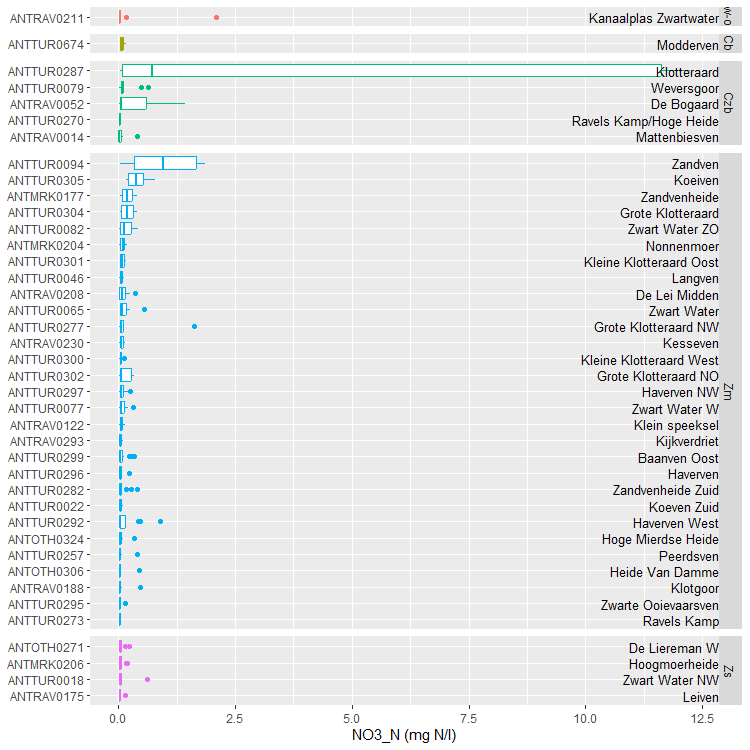 ANTRAV0211 Kanaalplas Zwartwater
ANTTUR0674 Modderven Cb
ANTTUR0287 Klotteraard
ANTTUR0079 Weversgoor
ANTRAV0052 De Bogaard
ANTTUR0270 Ravels Kamp/Hoge Heide
ANTRAV0014 Mattenbiesven
Czb
ANTTUR0094 Zandven
ANTTUR0305 Koeiven
ANTMRK0177 Zandvenheide
ANTTUR0304 Grote Klotteraard
ANTTUR0082 Zwart Water ZO
ANTMRK0204 Nonnenmoer
ANTTUR0301 Kleine Klotteraard Oost
ANTTUR0046 Langven
ANTRAV0208 De Lei Midden
ANTTUR0065 Zwart Water
ANTTUR0277 Grote Klotteraard NW
ANTRAV0230 Kesseven
ANTTUR0300 Kleine Klotteraard West
ANTTUR0302 Grote Klotteraard NO
ANTTUR0297 Haverven NW
ANTTUR0077 Zwart Water W
ANTRAV0122 Klein speeksel
ANTRAV0293 Kijkverdriet
ANTTUR0299 Baanven Oost
ANTTUR0296 Haverven
ANTTUR0282 Zandvenheide Zuid
ANTTUR0022 Koeven Zuid
ANTTUR0292 Haverven West
ANTOTH0324 Hoge Mierdse Heide
ANTTUR0257 Peerdsven
ANTOTH0306 Heide Van Damme
ANTRAV0188 Klotgoor
ANTTUR0295 Zwarte Ooievaarsven
ANTTUR0273 Ravels Kamp
Zm
ANTOTH0271 De Liereman W
ANTMRK0206 Hoogmoerheide
ANTTUR0018 Zwart Water NW
ANTRAV0175 Leiven
Zs
0.0 2.5 5.0 7.5 10.0 12.5
NO3_N (mg N/l)